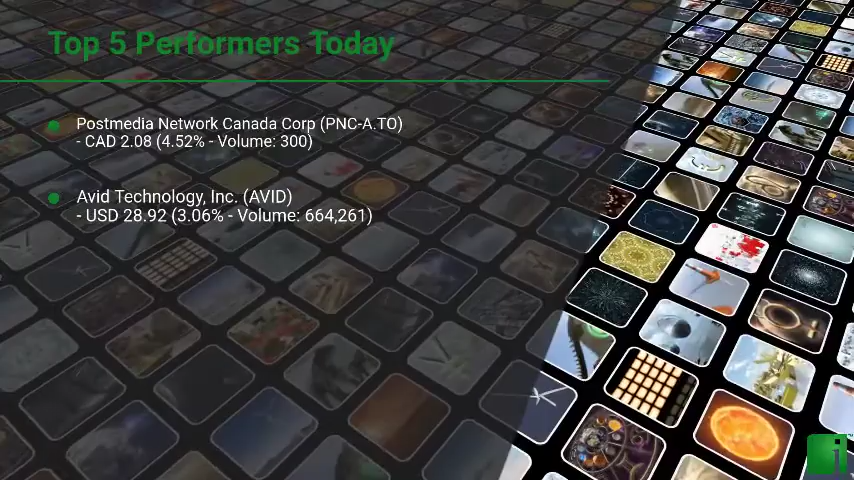 Top 5 Performers Today
Postmedia Network Canada Corp (PNC-A.TO)
- CAD 2.08 (4.52% - Volume: 300)
Avid Technology, Inc. (AVID)
- USD 28.92 (3.06% - Volume: 664,261)
i